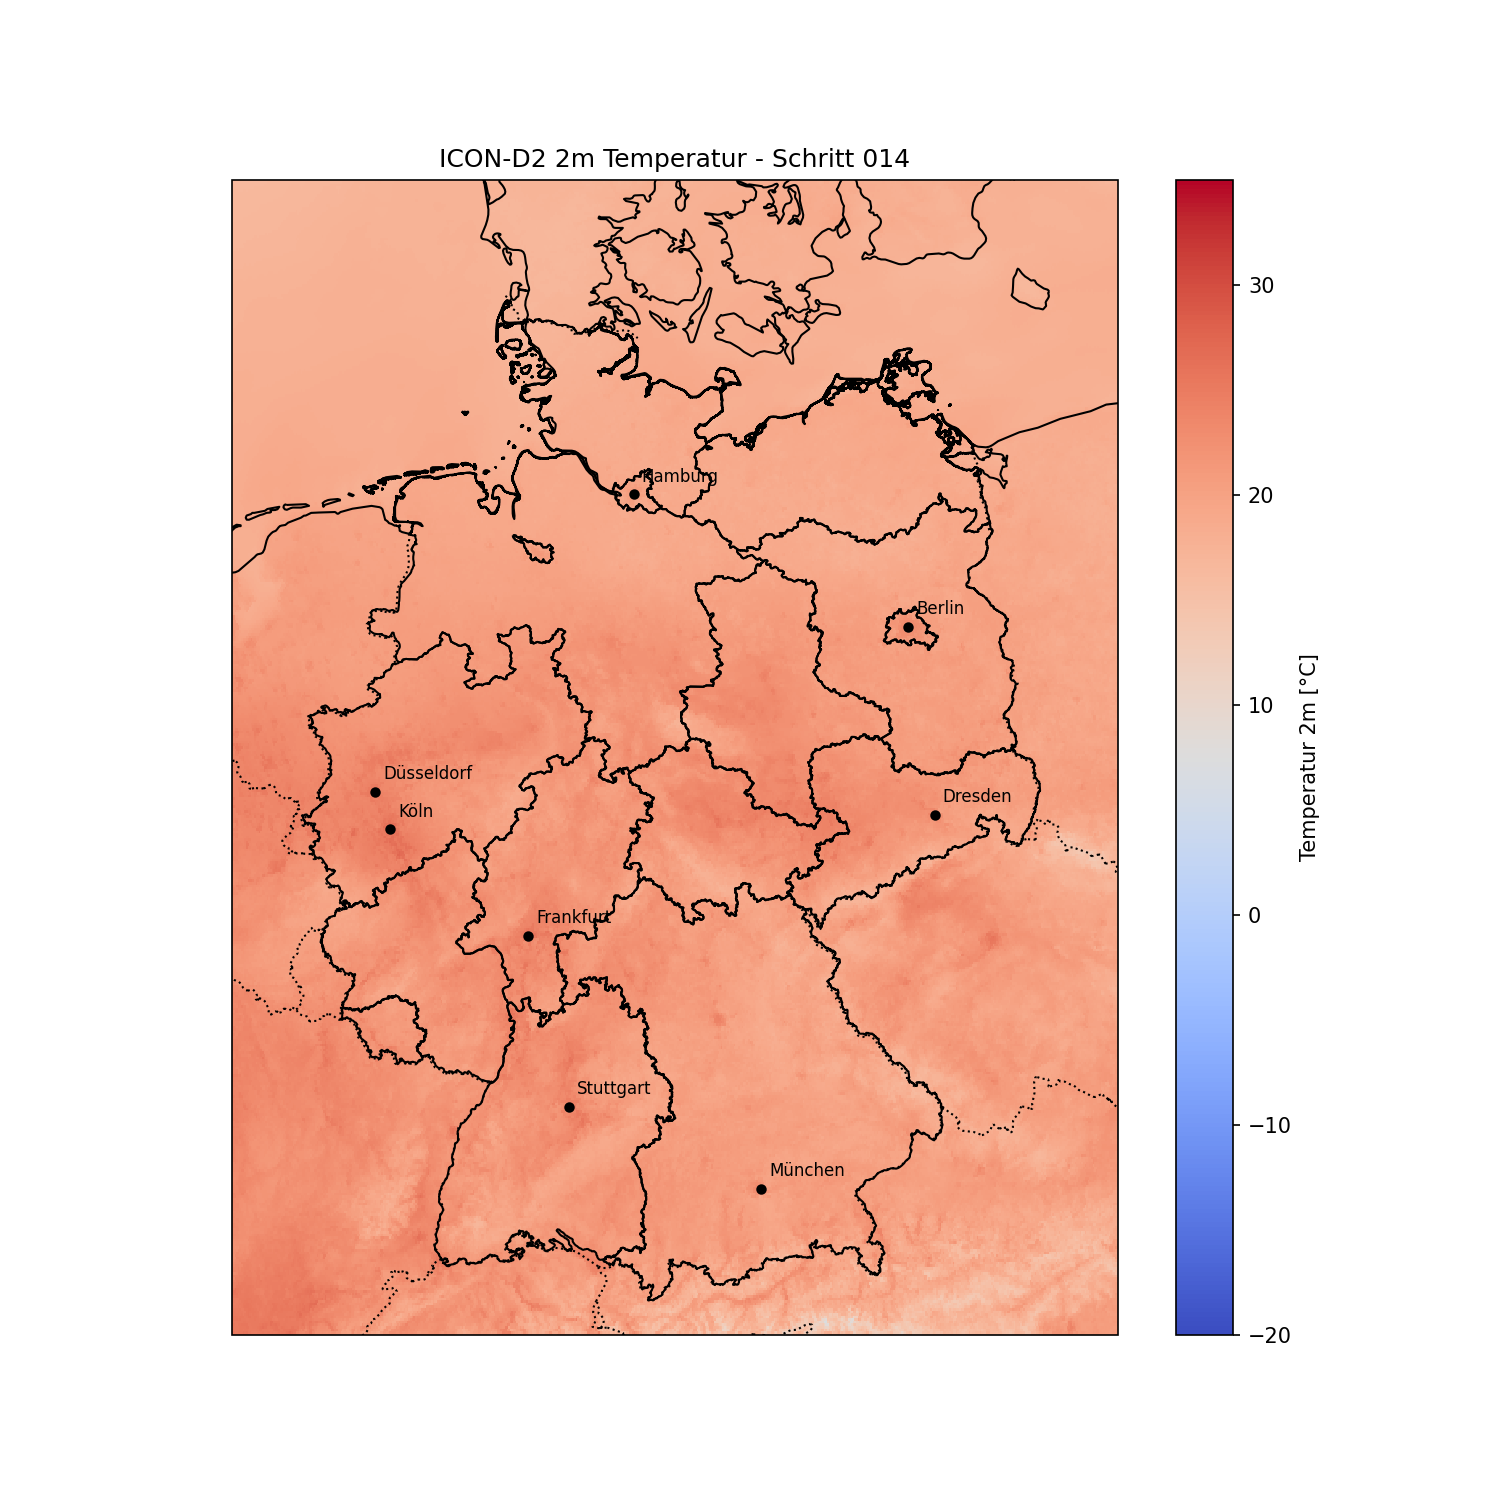 ICON-D2 2m Temperatur - Schritt 014
Hamburg
Berlin
Düsseldorf
Köln
Dresden
Frankfurt
Stuttgart
München
30
20
10
0
−10
−20
Temperatur 2m [°C]